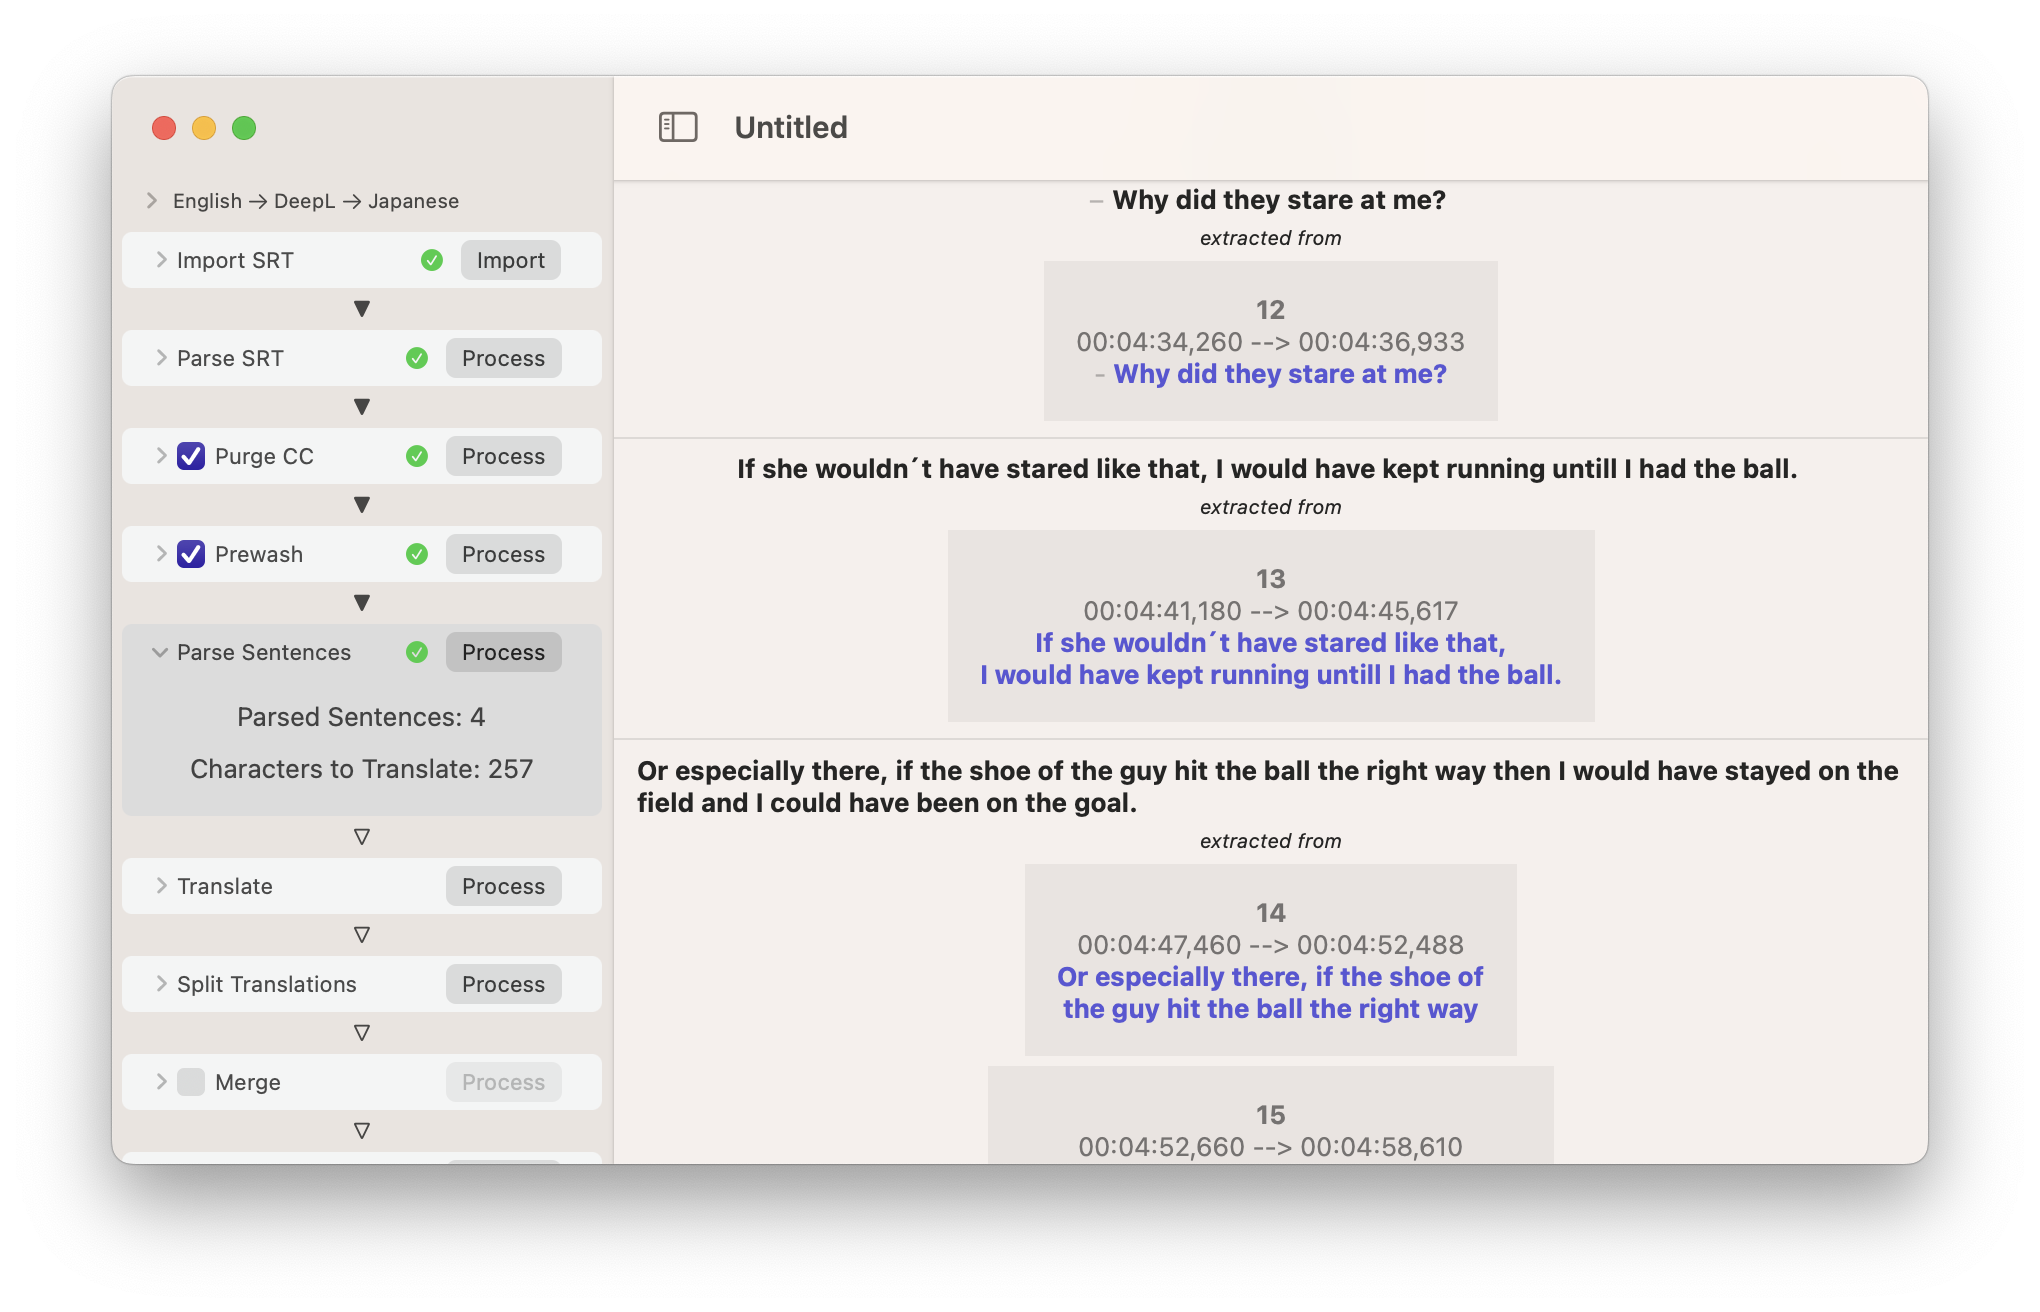 Untitled
English → DeepL → Japanese
Import SRT Import
Parse SRT Process
Purge CC Process
Prewash Process
Parse Sentences Process
Parsed Sentences: 4
Characters to Translate: 257
Translate Process
Split Translations Process
Merge Process
– Why did they stare at me?
extracted from
12
00:04:34,260 --> 00:04:36,933
- Why did they stare at me?
If she wouldn´t have stared like that, I would have kept running untill I had the ball.
extracted from
13
00:04:41,180 --> 00:04:45,617
If she wouldn´t have stared like that,
I would have kept running untill I had the ball.
Or especially there, if the shoe of the guy hit the ball the right way then I would have stayed on the
field and I could have been on the goal.
extracted from
14
00:04:47,460 --> 00:04:52,488
Or especially there, if the shoe of
the guy hit the ball the right way
15
00:04:52,660 --> 00:04:58,610